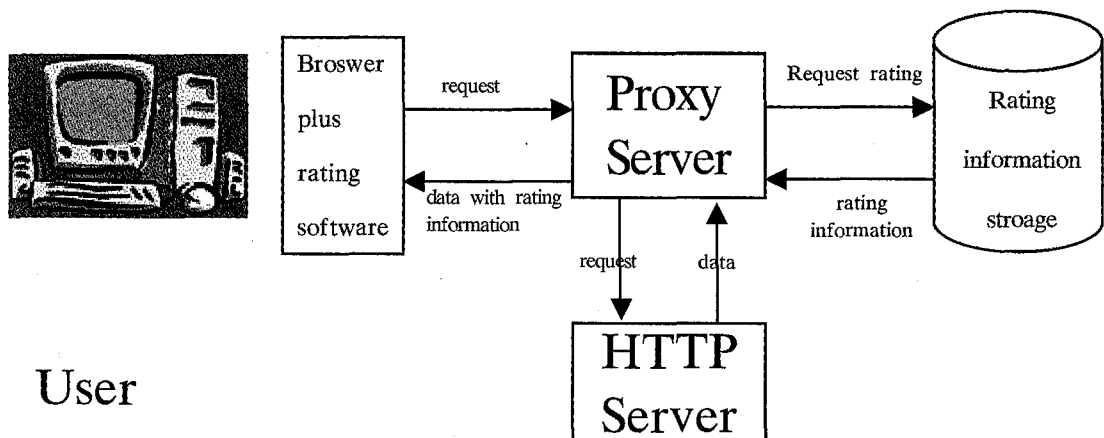 Broswer
plus
rating
software
request
data with rating
information
Proxy
Server
Request rating
rating
information
Rating
information
stroage
request
data
HTTP
Server
User